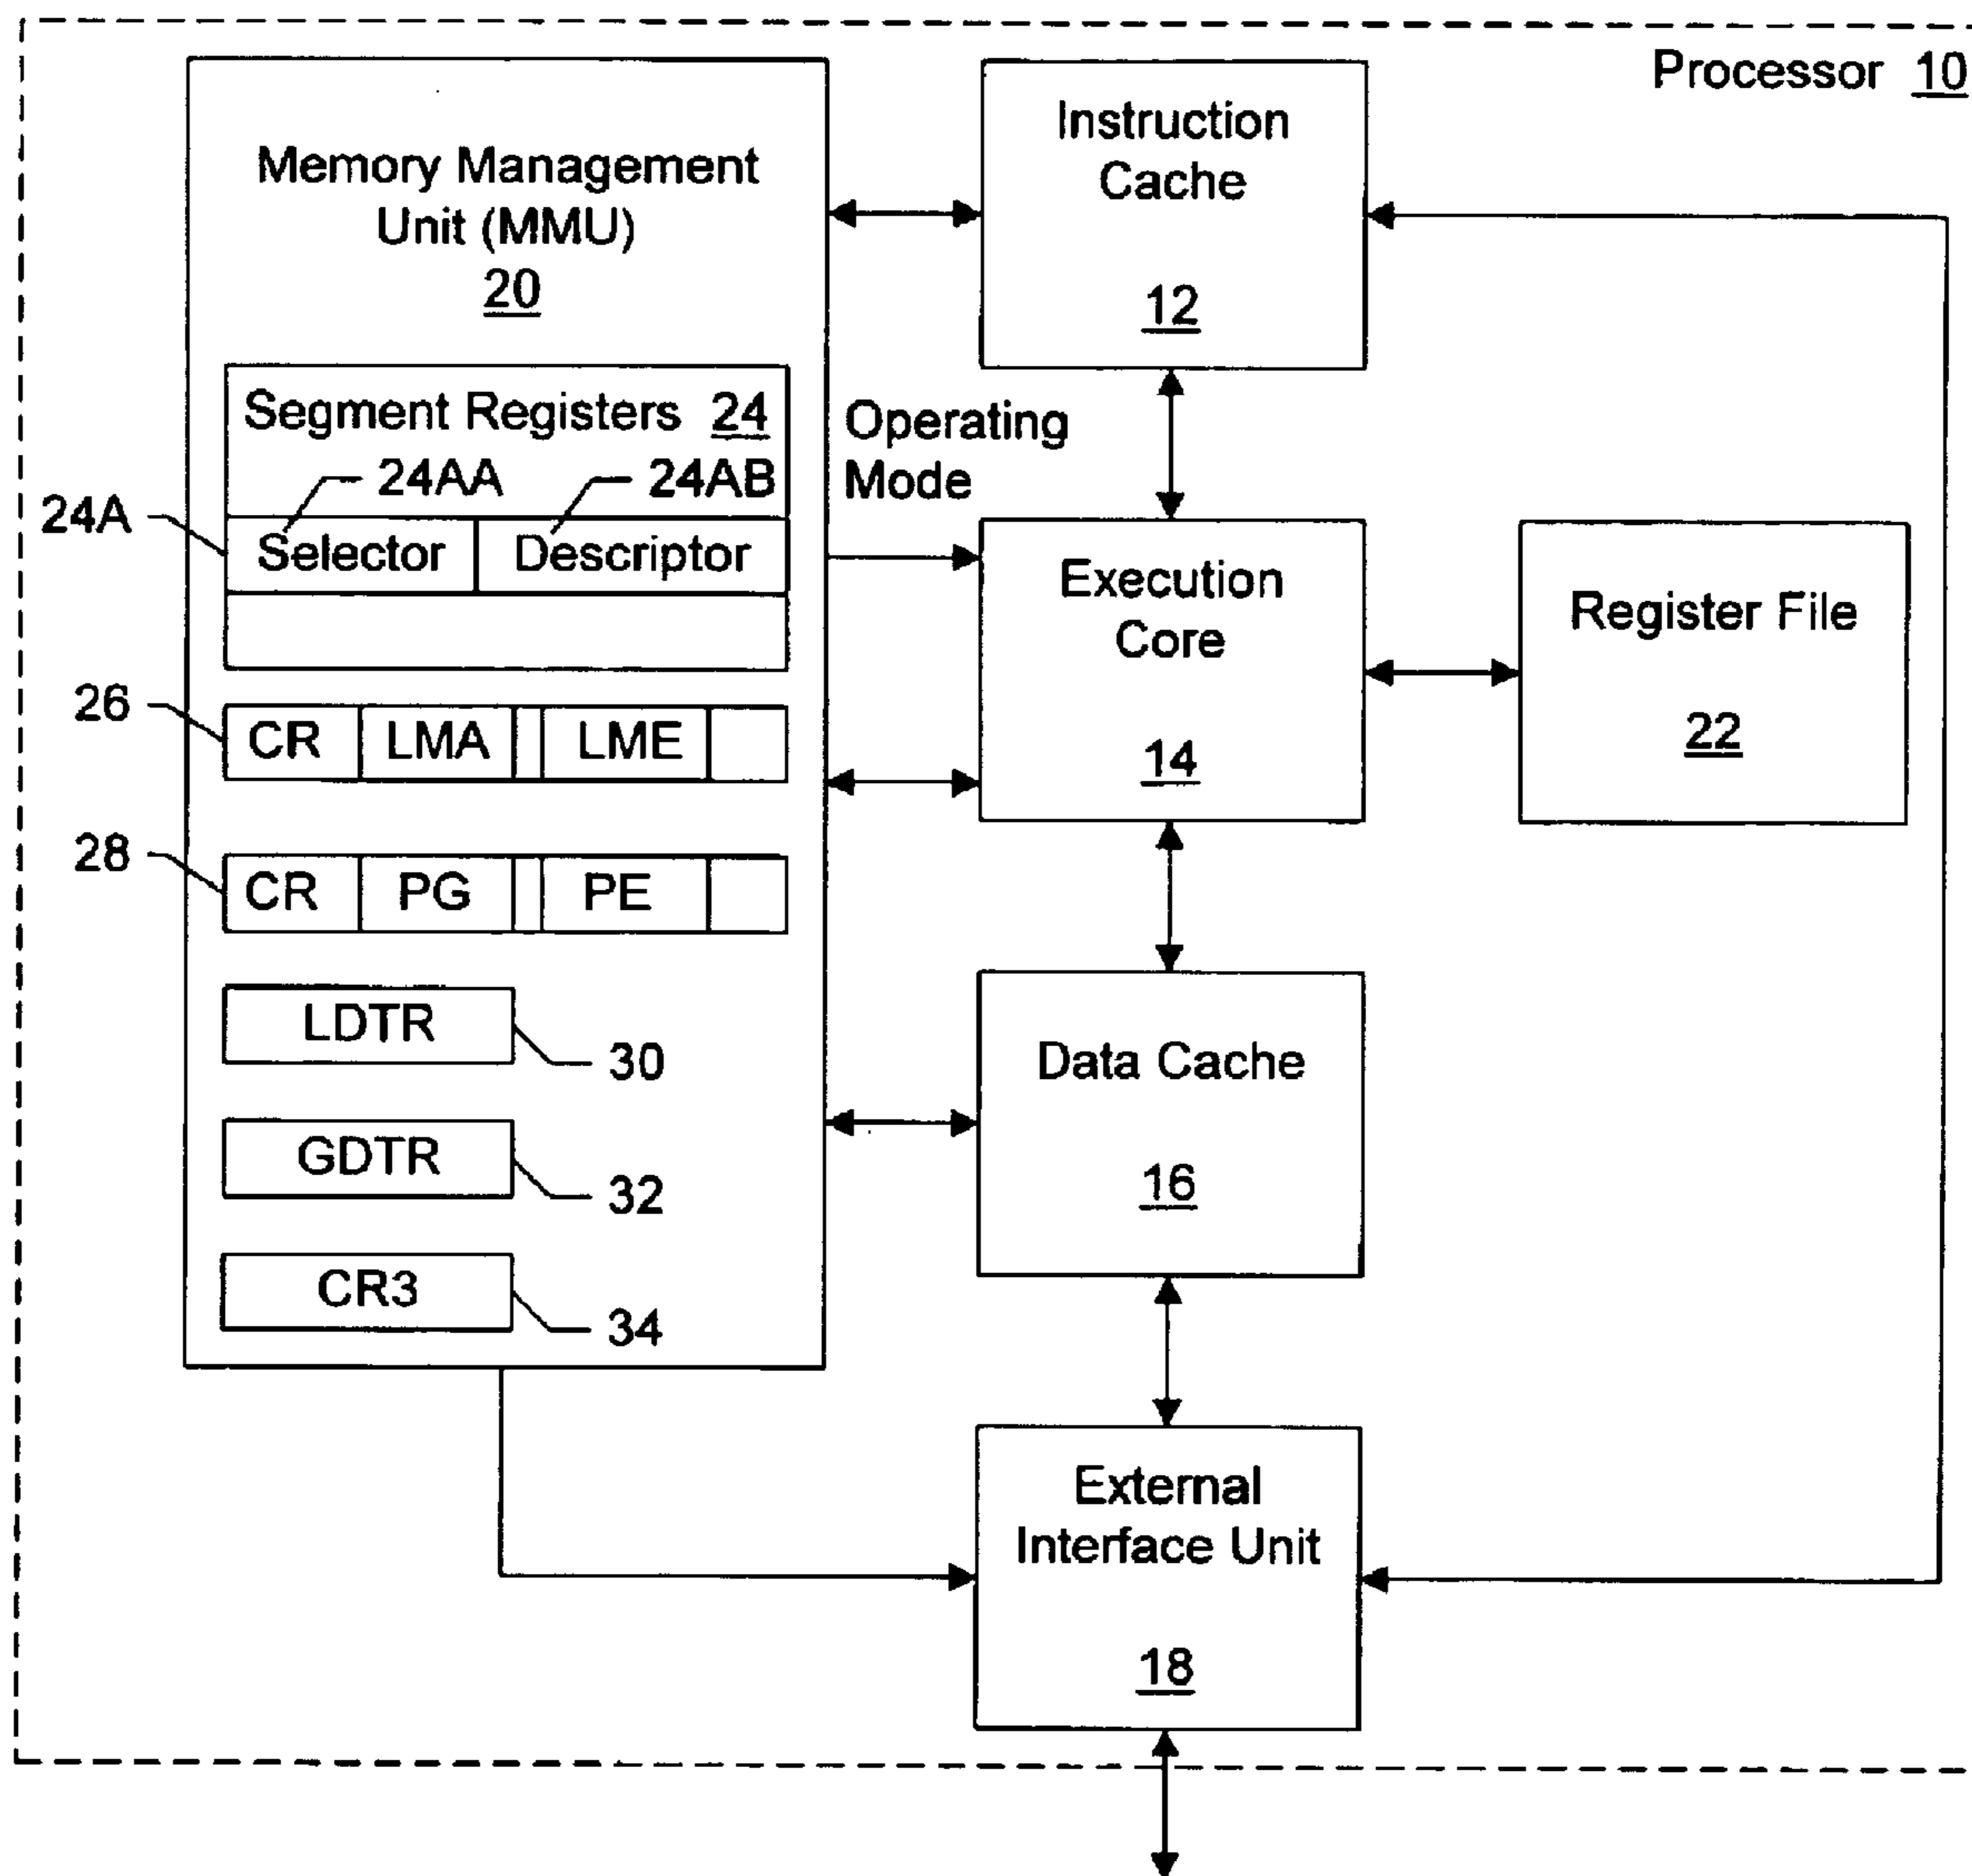 Processor 10
Memory Management
Unit (MMU)
20
Instruction
Cache
12
Segment Registers 24
24AA
24AB
24A
Selector
Descriptor
Operating
Mode
Execution
Core
14
Register File
22
26
CR
LMA
LME
28
CR
PG
PE
LDTR
30
GDTR
32
CR3
34
Data Cache
16
External
Interface Unit
18